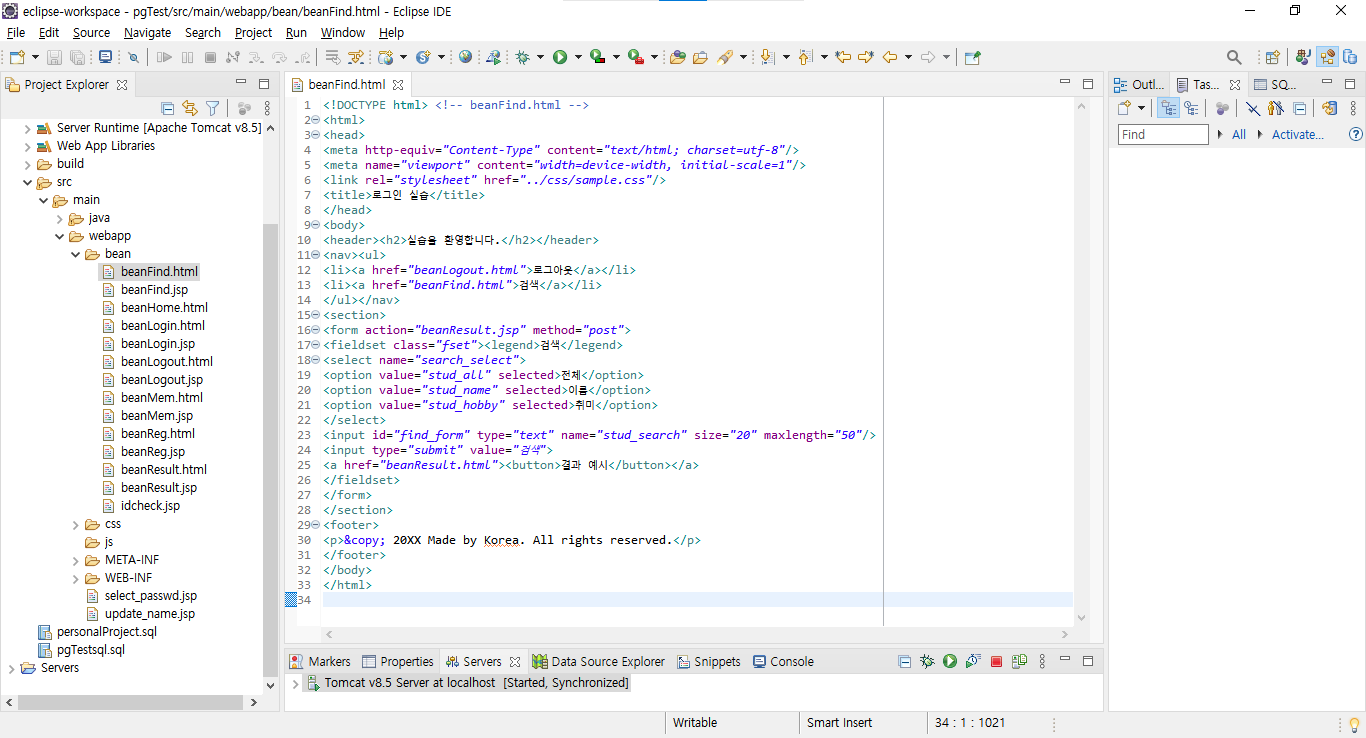 eclipse-workspace - pgTest/src/main/webapp/bean/beanFind.html - Eclipse IDE
File Edit Source Navigate Search Project Run Window Help
Project Explorer
Server Runtime [Apache Tomcat v8.5]
Web App Libraries
build
src
main
java
webapp
bean
beanFind.html
beanFind.jsp
beanHome.html
beanLogin.html
beanLogin.jsp
beanLogout.html
beanLogout.jsp
beanMem.html
beanMem.jsp
beanReg.html
beanReg.jsp
beanResult.html
beanResult.jsp
idcheck.jsp
css
js
META-INF
WEB-INF
select_passwd.jsp
update_name.jsp
personalProject.sql
pgTestsql.sql
Servers
beanFind.html
1 <!DOCTYPE html> <!-- beanFind.html -->
2 <html>
3 <head>
4 <meta http-equiv="Content-Type" content="text/html; charset=utf-8"/>
5 <meta name="viewport" content="width=device-width, initial-scale=1"/>
6 <link rel="stylesheet" href="../css/sample.css"/>
7 <title>로그인 실습</title>
8 </head>
9 <body>
10 <header><h2>실습을 환영합니다.</h2></header>
11 <nav><ul>
12 <li><a href="beanLogout.html">로그아웃</a></li>
13 <li><a href="beanFind.html">검색</a></li>
14 </ul></nav>
15 <section>
16 <form action="beanResult.jsp" method="post">
17 <fieldset class="fset"><legend>검색</legend>
18 <select name="search_select">
19 <option value="stud_all" selected>전체</option>
20 <option value="stud_name" selected>이름</option>
21 <option value="stud_hobby" selected>취미</option>
22 </select>
23 <input id="find_form" type="text" name="stud_search" size="20" maxlength="50"/>
24 <input type="submit" value="검색">
25 <a href="beanResult.html"><button>결과 예시</button></a>
26 </fieldset>
27 </form>
28 </section>
29 <footer>
30 <p>&copy; 20XX Made by Korea. All rights reserved.</p>
31 </footer>
32 </body>
33 </html>
34
Outl... Tas... SQ...
Find All Activate...
Markers Properties Servers Data Source Explorer Snippets Console
Tomcat v8.5 Server at localhost [Started, Synchronized]
Writable Smart Insert 34 : 1 : 1021